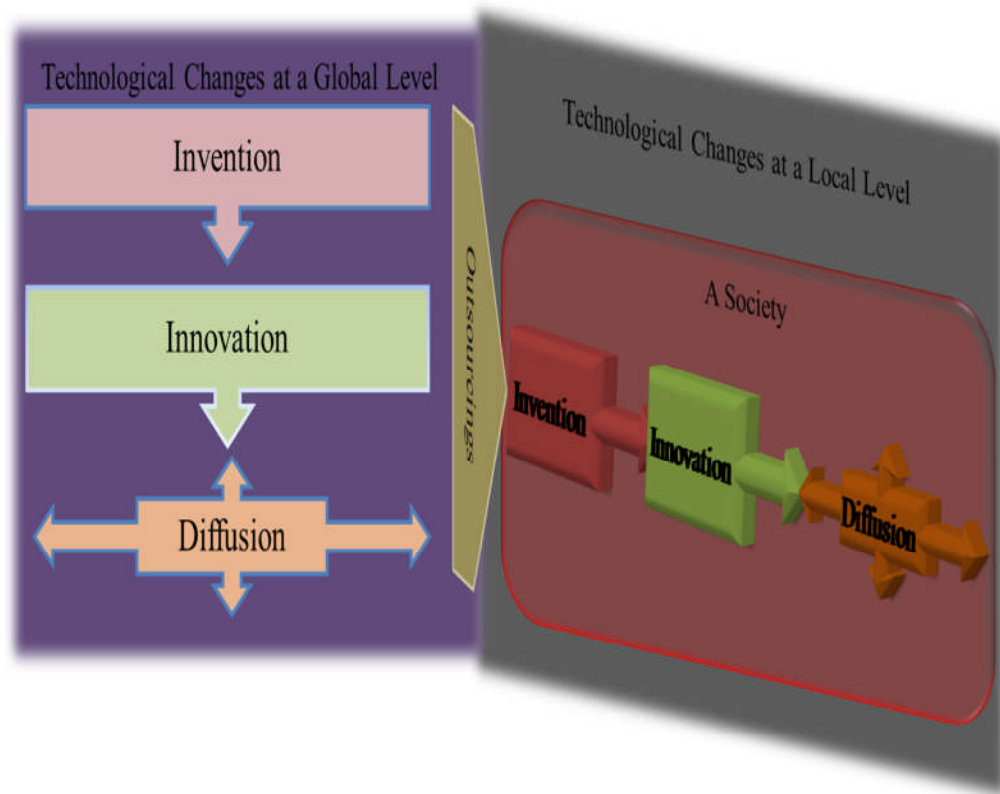 Technological Changes at a Global Level
Invention
Innovation
Diffusion
Outsourcings
Technological Changes at a Local Level
A Society
Invention
Innovation
Diffusion